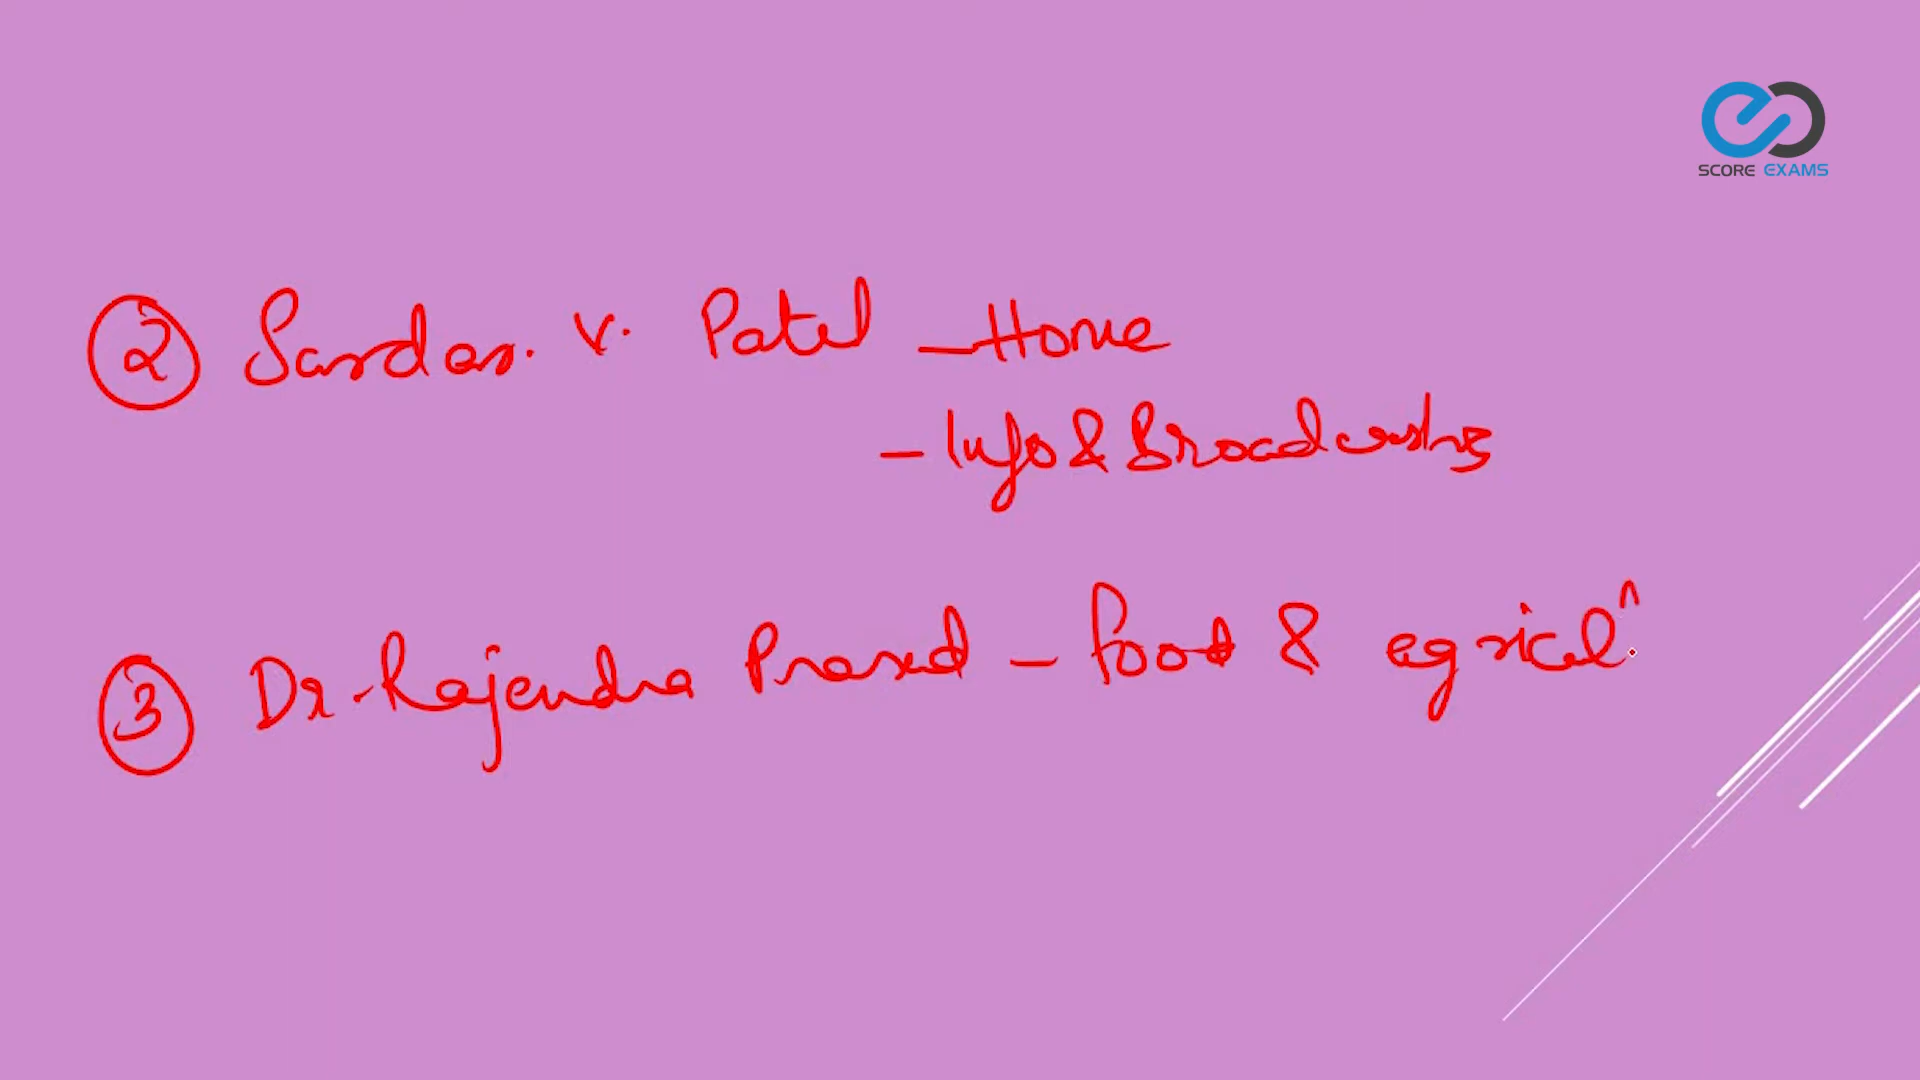 SCORE EXAMS
2 Sardar. V. Patel - Home
- Info & Broadcasting
3 Dr. Rajendra Prasad - Food & agricul